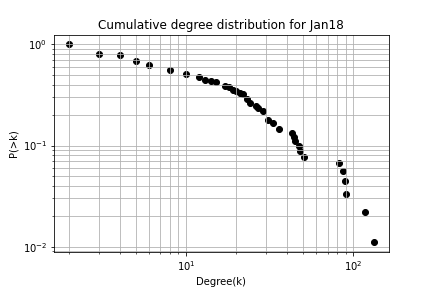 Cumulative degree distribution for Jan18
10⁰
10⁻¹
10⁻²
P(>k)
10¹
10²
Degree(k)